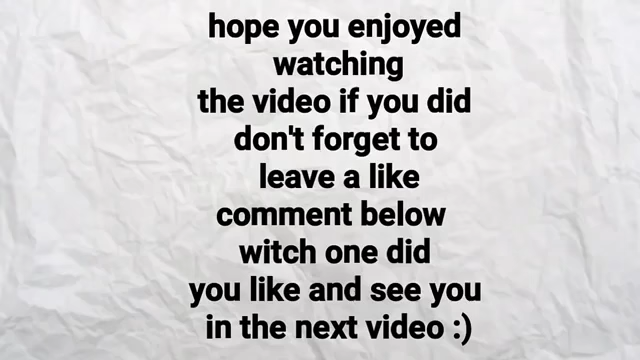 hope you enjoyed
watching
the video if you did
don't forget to
leave a like
comment below
witch one did
you like and see you
in the next video :)